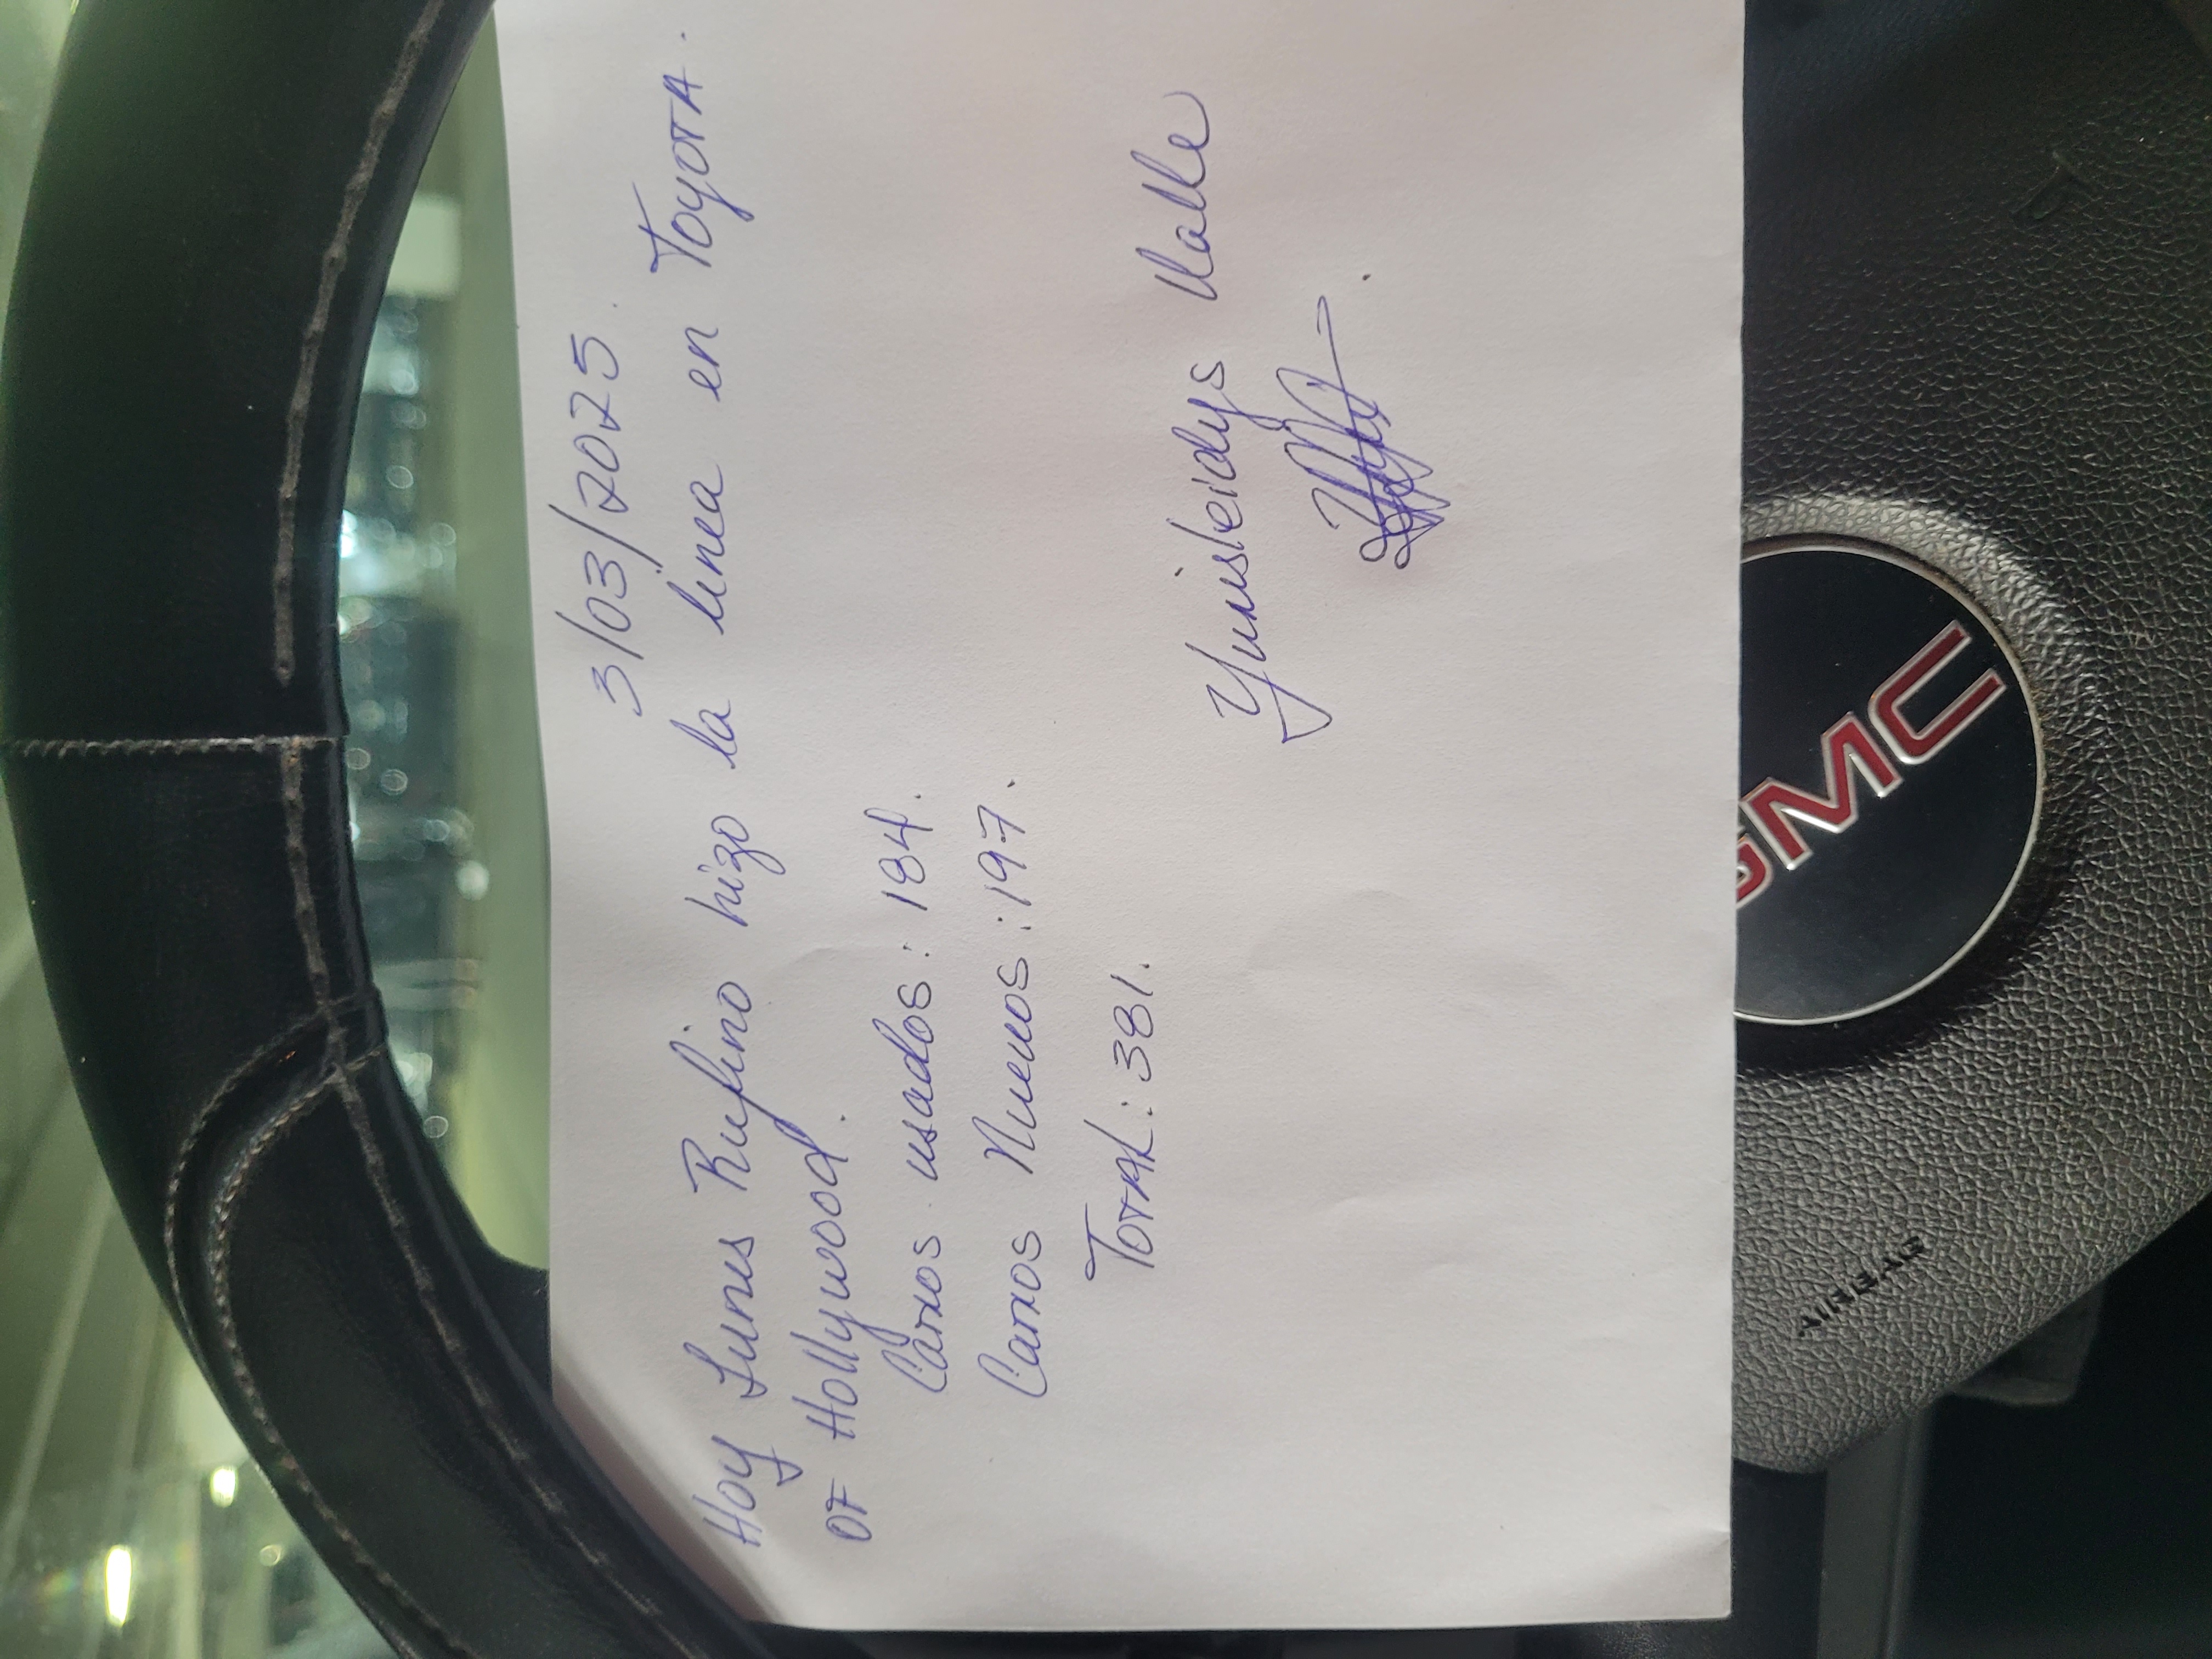 3/03/2025.
Hoy Lunes Rufino hizo la linea en Toyota
of Hollywood.
Carros usados: 184.
Carros Nuevos: 197.
Total: 381.
Yunisleidys Valle
GMC
AIRBAG